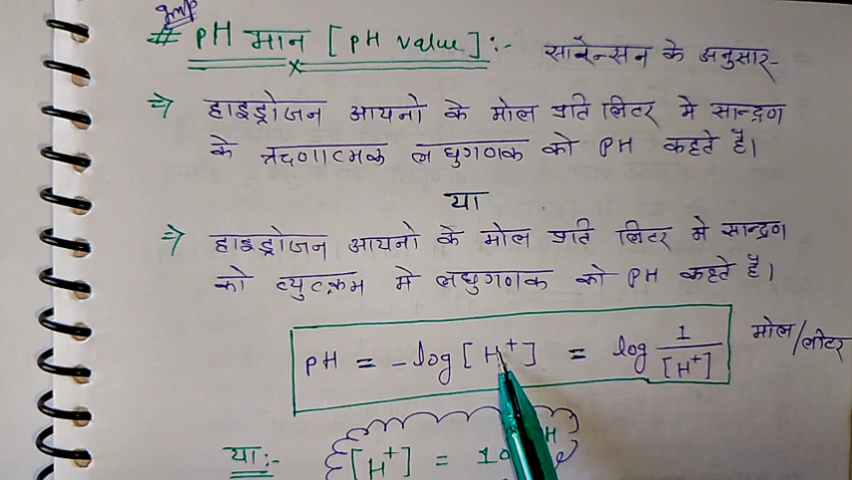 Imp
# PH मान [PH Value]:- सारेन्सन के अनुसार-
⇒ हाइड्रोजन आयनो के मोल प्रति लिटर मे सान्द्रण
के ऋणात्मक लघुगणक को PH कहते हैं।
या
⇒ हाइड्रोजन आयनो के मोल प्रति लिटर मे सान्द्रण
को व्युत्क्रम मे लघुगणक को PH कहते हैं।
PH = -log[H⁺] = log 1/[H⁺] मोल/लीटर
या:- [H⁺] = 10